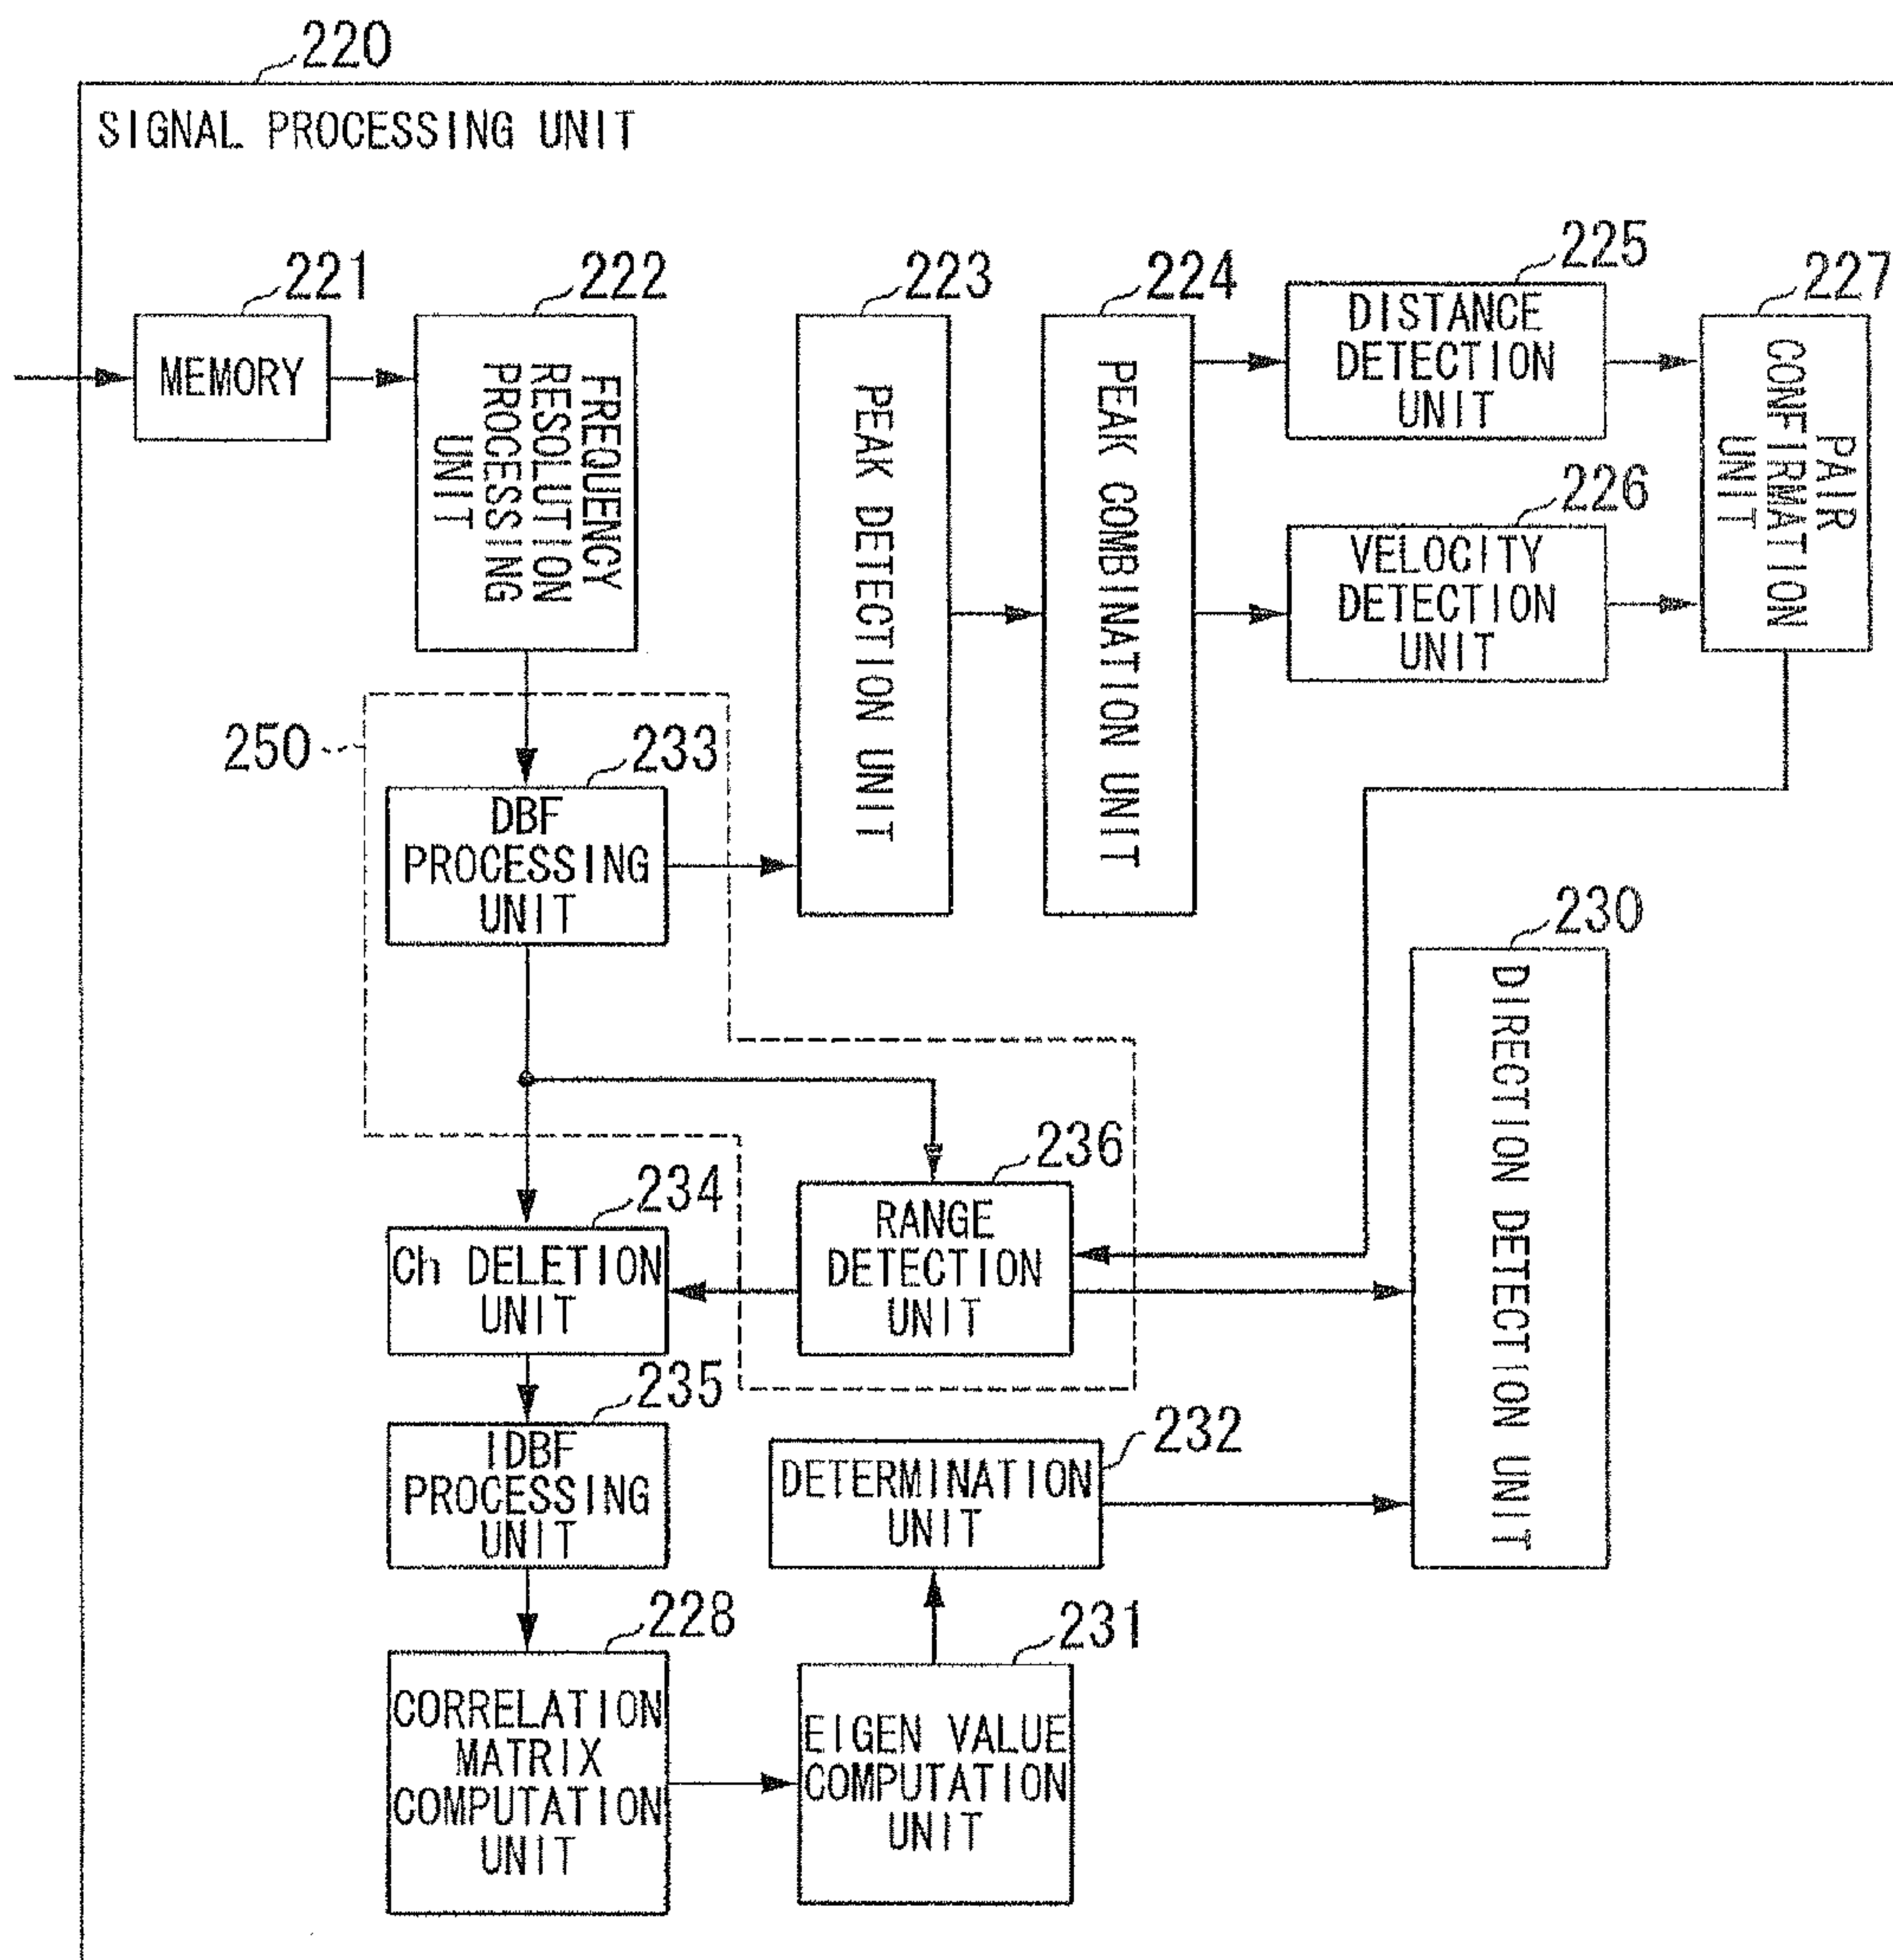 220
SIGNAL PROCESSING UNIT
221
MEMORY
222
FREQUENCY
RESOLUTION
PROCESSING
UNIT
223
PEAK DETECTION UNIT
224
PEAK COMBINATION UNIT
225
DISTANCE
DETECTION
UNIT
226
VELOCITY
DETECTION
UNIT
227
PAIR
CONFIRMATION
UNIT
250
233
DBF
PROCESSING
UNIT
230
DIRECTION DETECTION UNIT
234
Ch DELETION
UNIT
236
RANGE
DETECTION
UNIT
235
IDBF
PROCESSING
UNIT
232
DETERMINATION
UNIT
228
CORRELATION
MATRIX
COMPUTATION
UNIT
231
EIGEN VALUE
COMPUTATION
UNIT